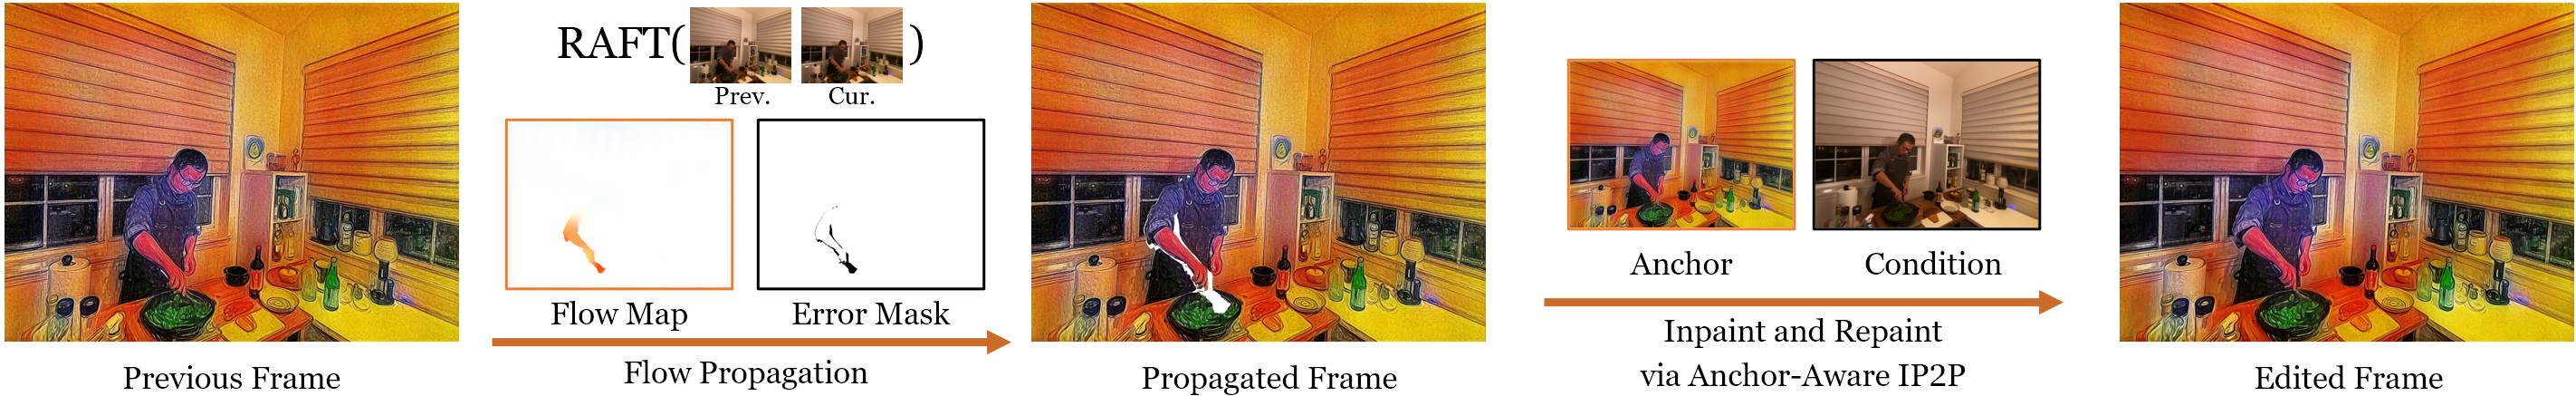 RAFT( )
Prev.
Cur.
Flow Map
Error Mask
Flow Propagation
Previous Frame
Propagated Frame
Anchor
Condition
Inpaint and Repaint
via Anchor-Aware IP2P
Edited Frame